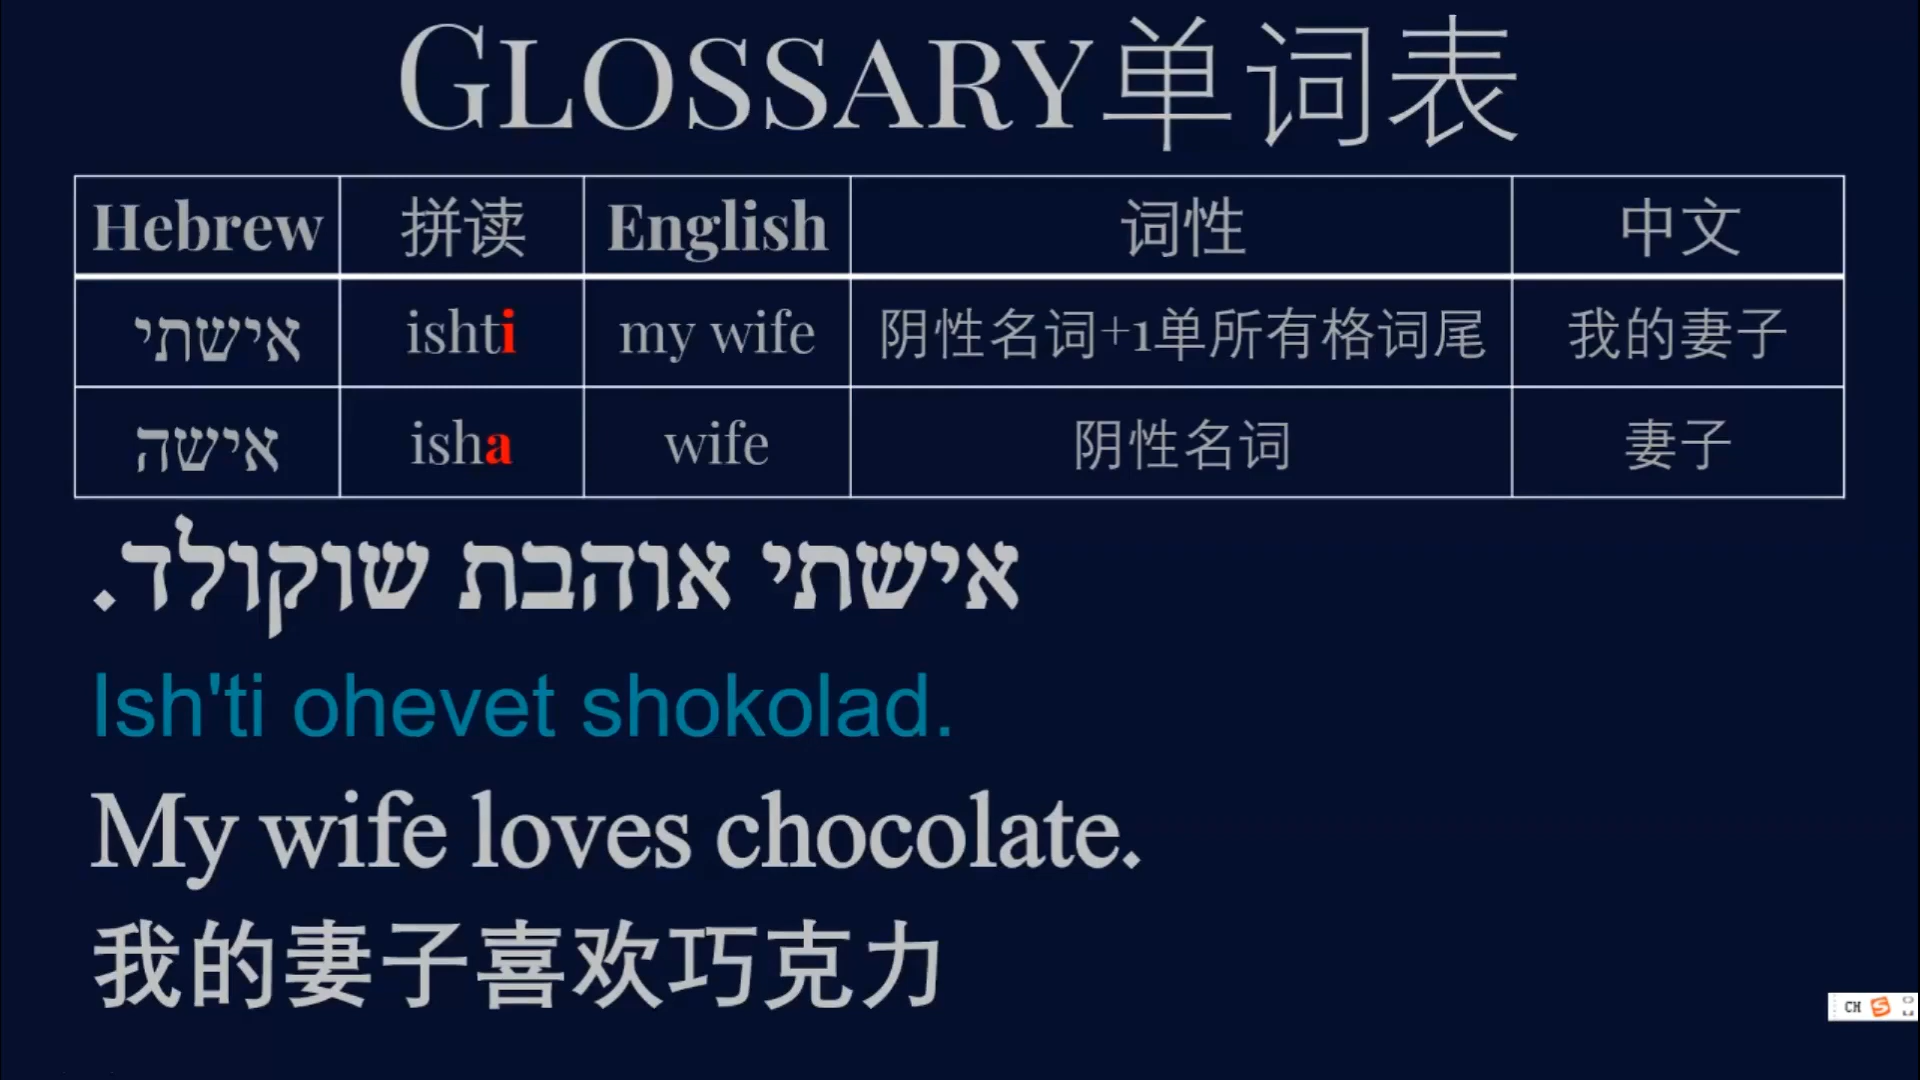 GLOSSARY单词表
Hebrew 拼读 English 词性 中文
אישתי ishti my wife 阴性名词+1单所有格词尾 我的妻子
אישה isha wife 阴性名词 妻子
אישתי אוהבת שוקולד.
Ish'ti ohevet shokolad.
My wife loves chocolate.
我的妻子喜欢巧克力
CH